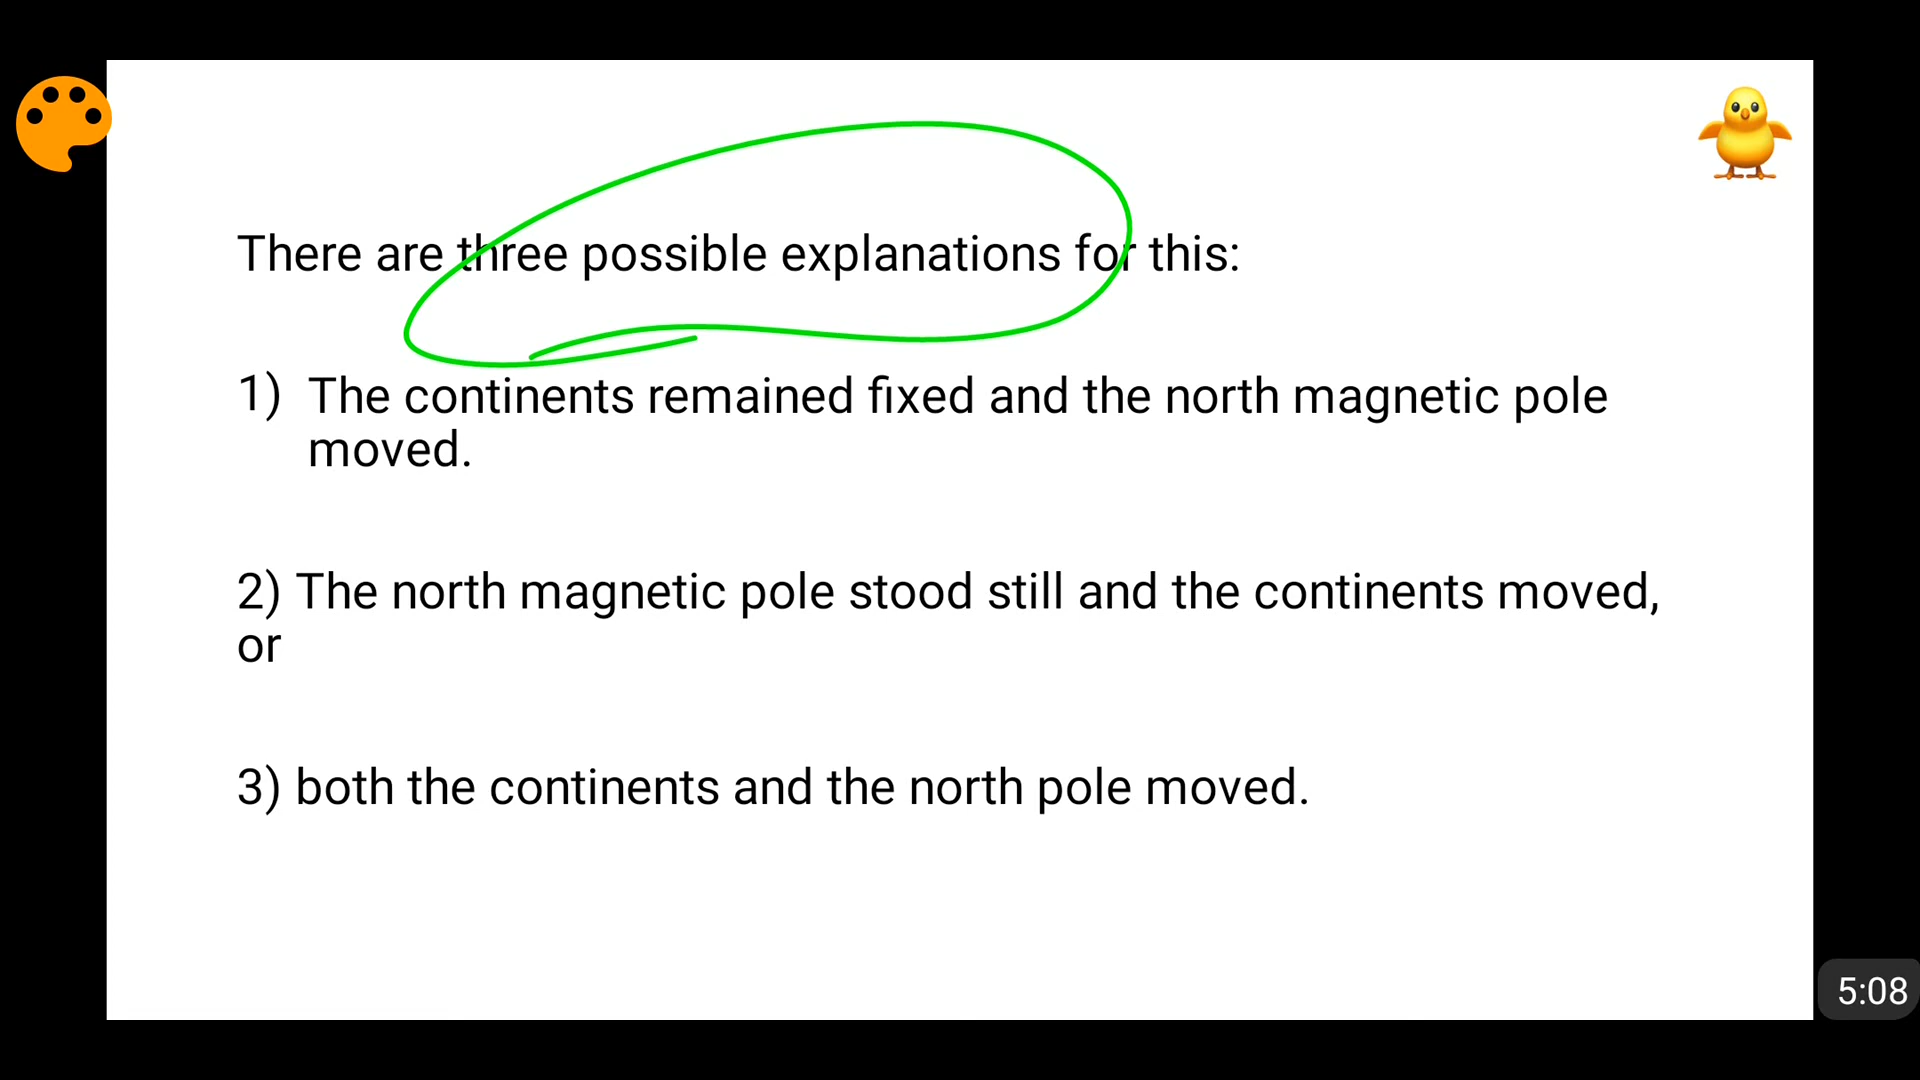 There are three possible explanations for this:
1) The continents remained fixed and the north magnetic pole
moved.
2) The north magnetic pole stood still and the continents moved,
or
3) both the continents and the north pole moved.
5:08